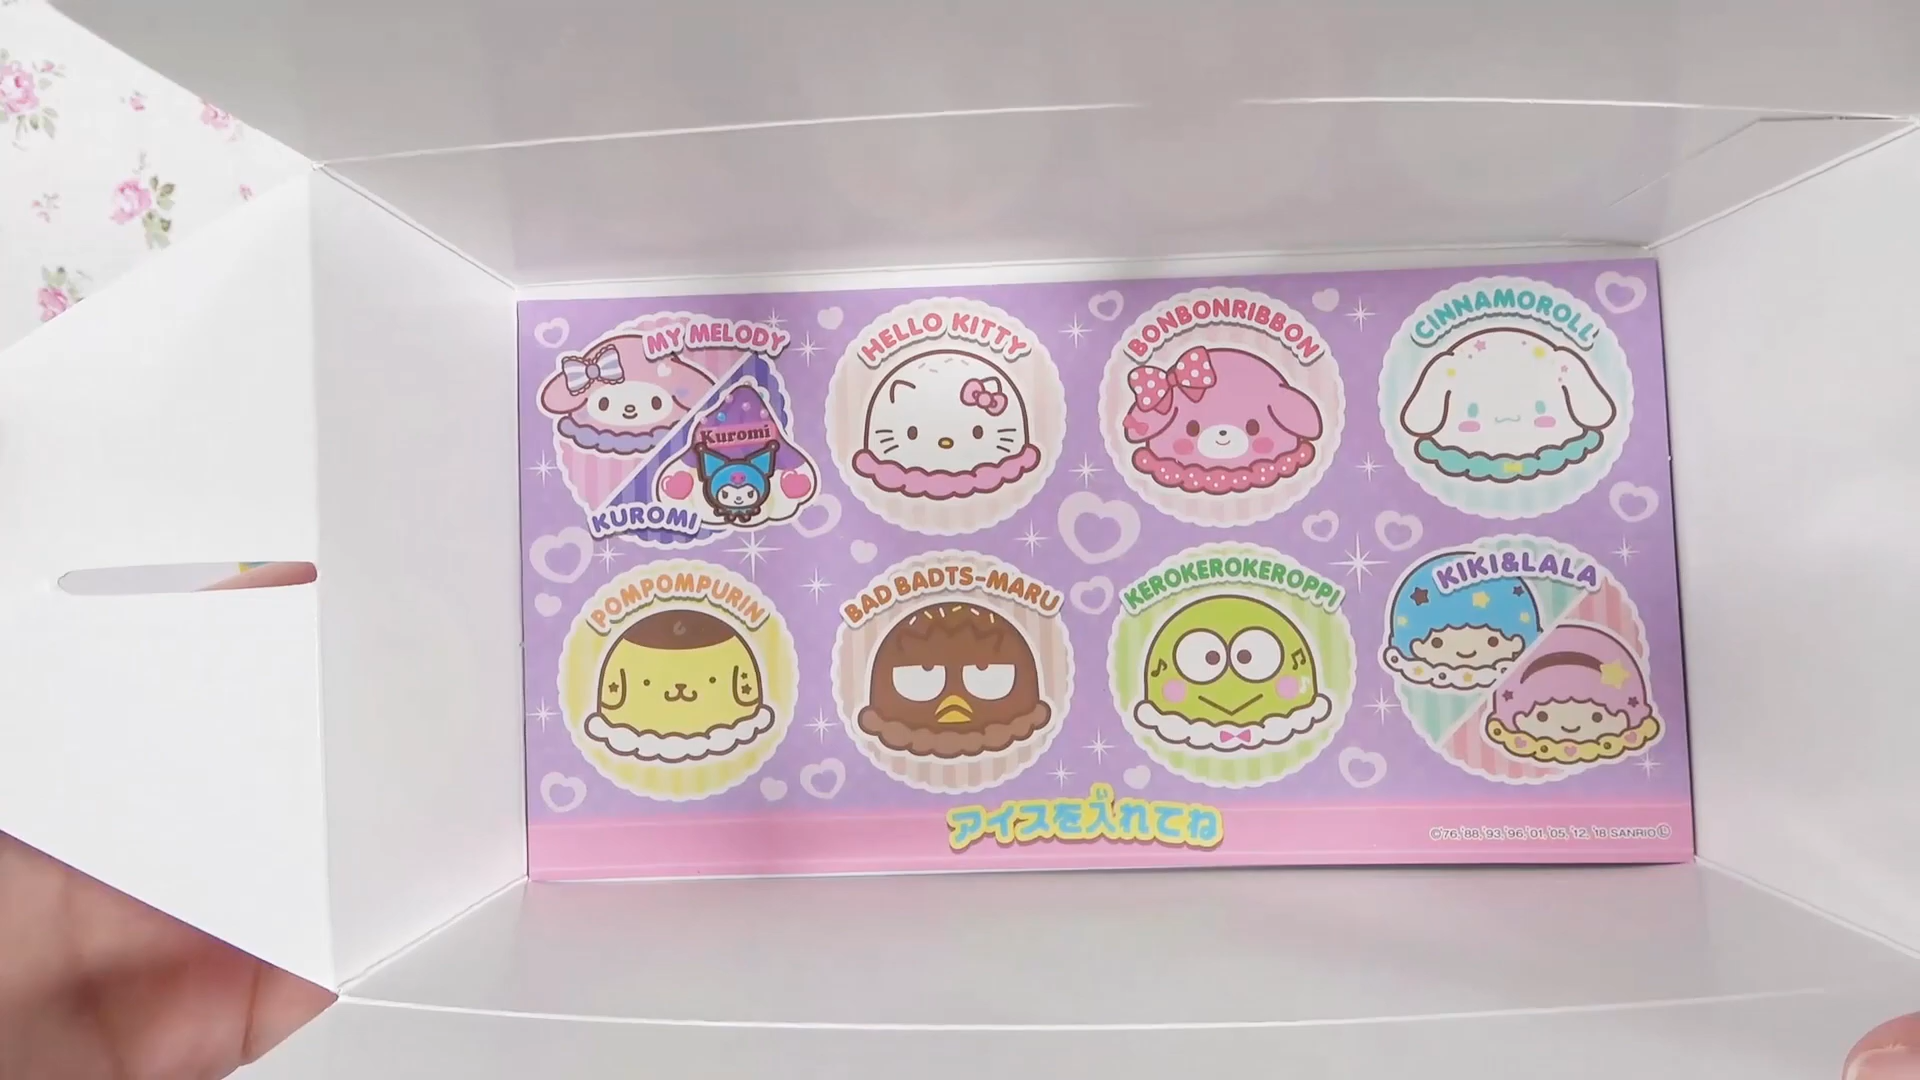 MY MELODY
Kuromi
KUROMI
HELLO KITTY
BONBONRIBBON
CINNAMOROLL
POMPOMPURIN
BAD BADTS-MARU
KEROKEROKEROPPI
KIKI&LALA
アイスを入れてね
い
©'76,'88,'93,'96,'01,'05,'12,'18 SANRIO Ⓛ